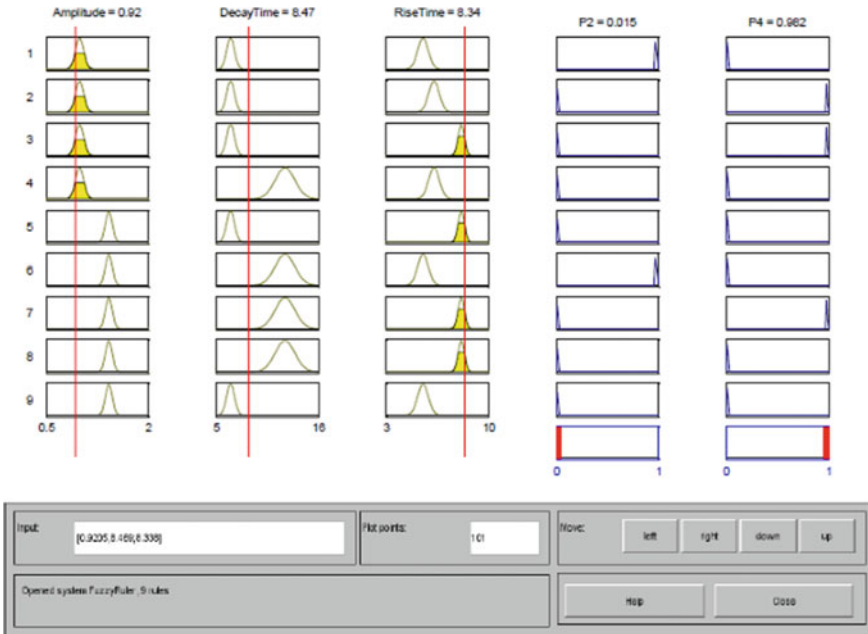 Amplitude = 0.92 DecayTime = 8.47 RiseTime = 8.34 P2 = 0.015 P4 = 0.982
1
2
3
4
5
6
7
8
9
0.5 2 5 16 3 10
0 1 0 1
Input: [0.9205,8.469,8.338] Plot points: 101 Move: left right down up
Opened system FuzzyRuler, 9 rules Help Close